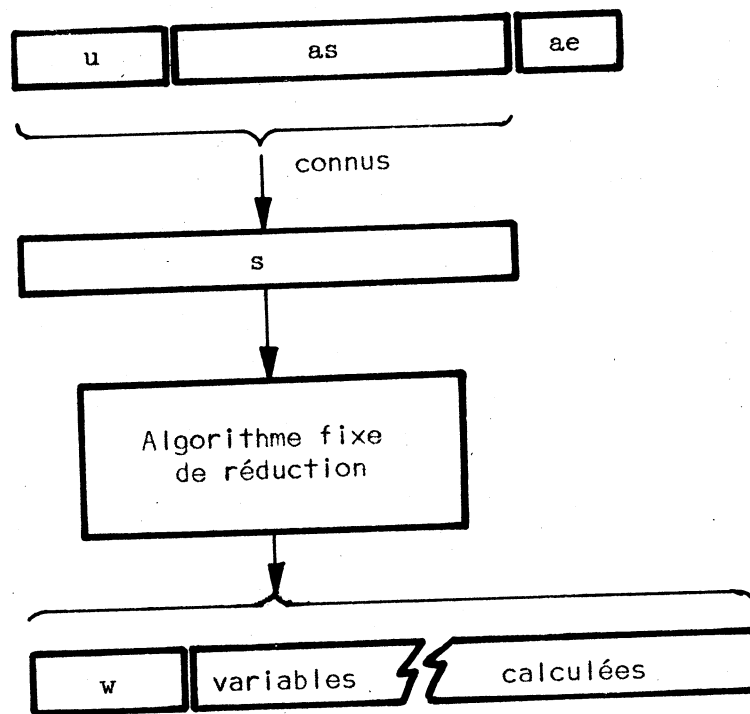 u as ae
connus
s
Algorithme fixe
de réduction
w variables calculées